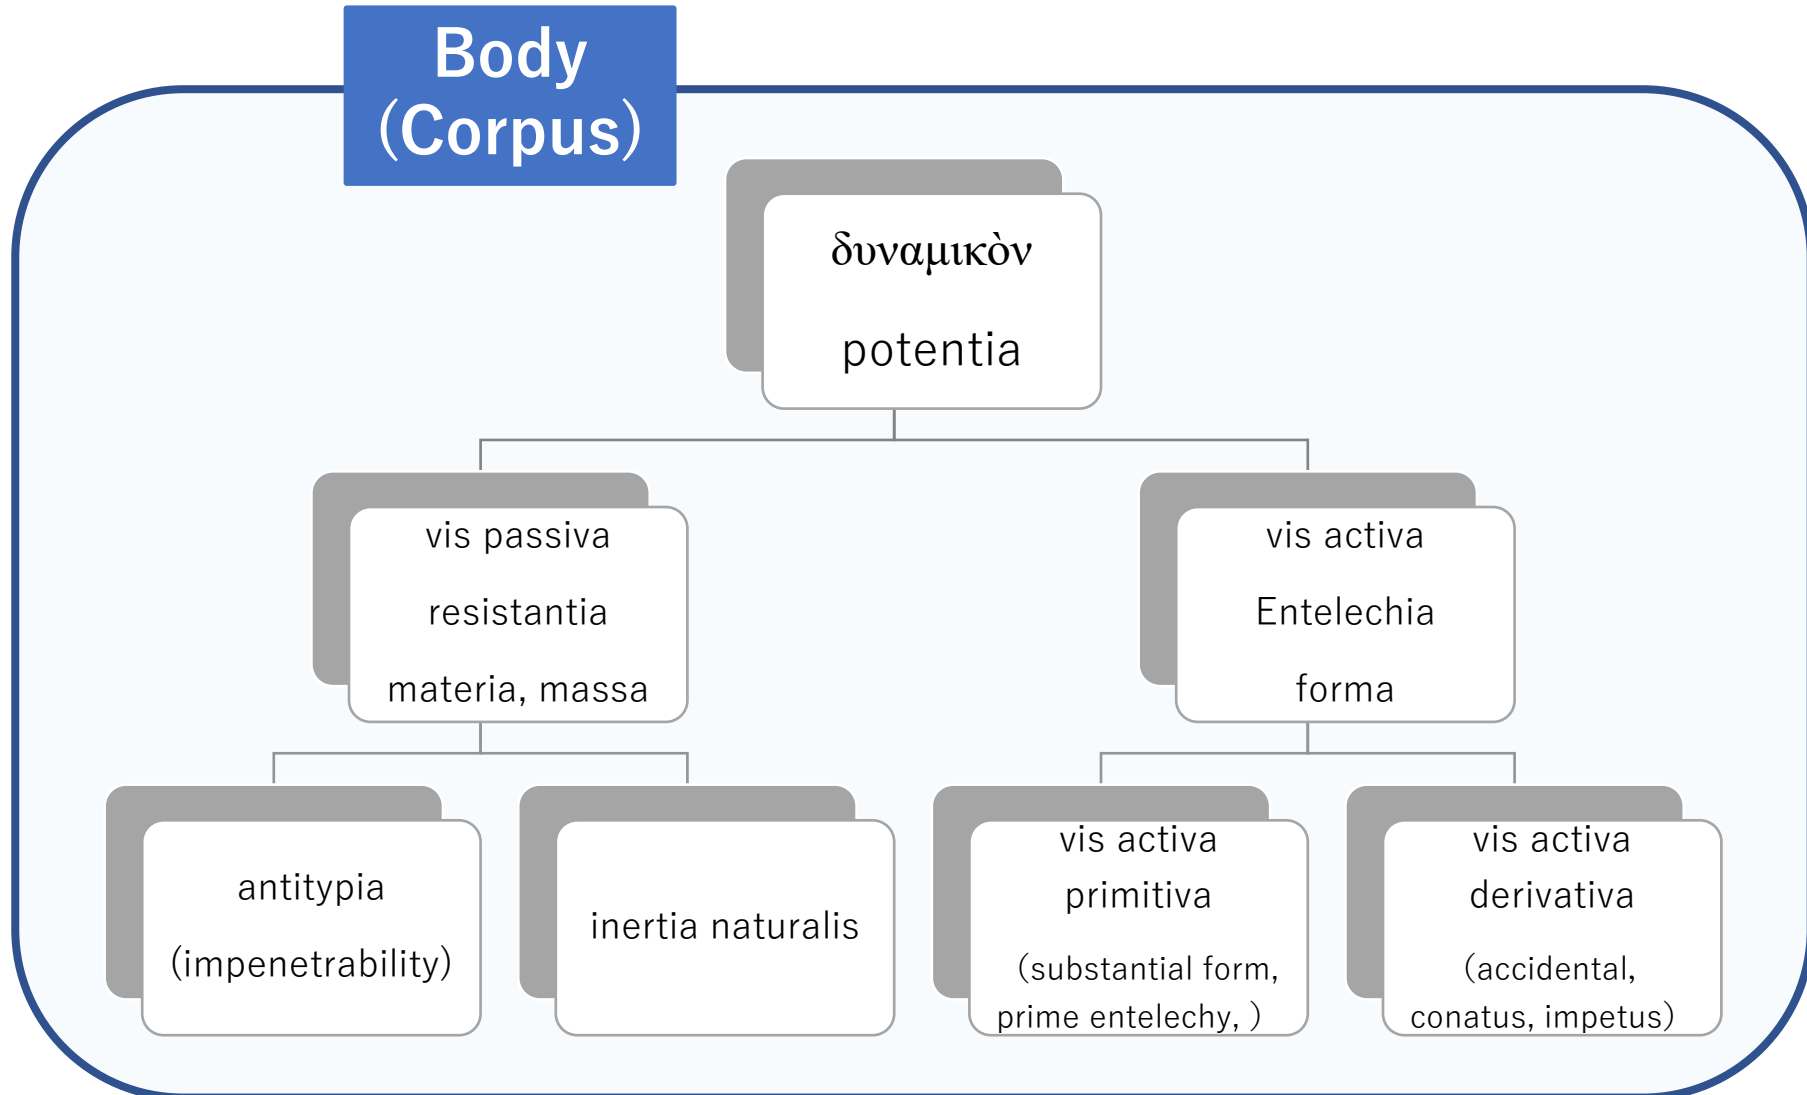 Body
(Corpus)
δυναμικὸν
potentia
vis passiva
resistantia
materia, massa
vis activa
Entelechia
forma
antitypia
(impenetrability)
inertia naturalis
vis activa
primitiva
(substantial form,
prime entelechy, )
vis activa
derivativa
(accidental,
conatus, impetus)